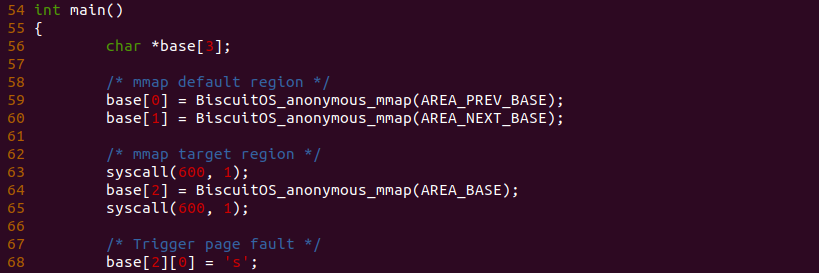 54 int main()
55 {
56         char *base[3];
57
58         /* mmap default region */
59         base[0] = BiscuitOS_anonymous_mmap(AREA_PREV_BASE);
60         base[1] = BiscuitOS_anonymous_mmap(AREA_NEXT_BASE);
61
62         /* mmap target region */
63         syscall(600, 1);
64         base[2] = BiscuitOS_anonymous_mmap(AREA_BASE);
65         syscall(600, 1);
66
67         /* Trigger page fault */
68         base[2][0] = 's';